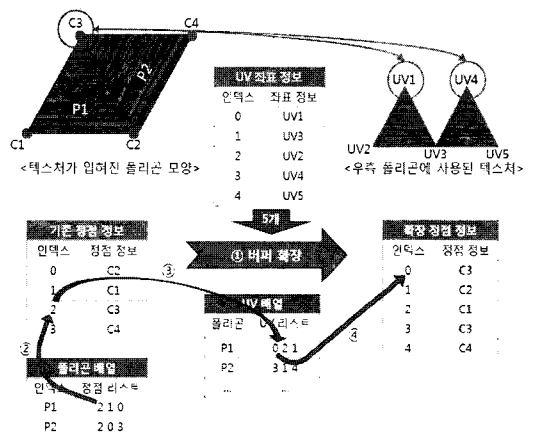 C3
C4
P2
P1
C1
C2
<텍스처가 입혀진 폴리곤 모양>
UV 좌표 정보
인덱스 좌표 정보
0 UV1
1 UV3
2 UV2
3 UV4
4 UV5
UV1
UV4
UV2
UV3
UV5
<우측 폴리곤에 사용된 텍스처>
5개
① 버퍼 확장
기존 정점 정보
인덱스 정점 정보
0 C2
1 C1
2 C3
3 C4
③
②
폴리곤 배열
인덱스 정점 리스트
P1 2 1 0
P2 2 0 3
UV 배열
폴리곤 UV 리스트
P1 0 2 1
P2 3 1 4
... ...
④
확장 정점 정보
인덱스 정점 정보
0 C3
1 C2
2 C1
3 C3
4 C4